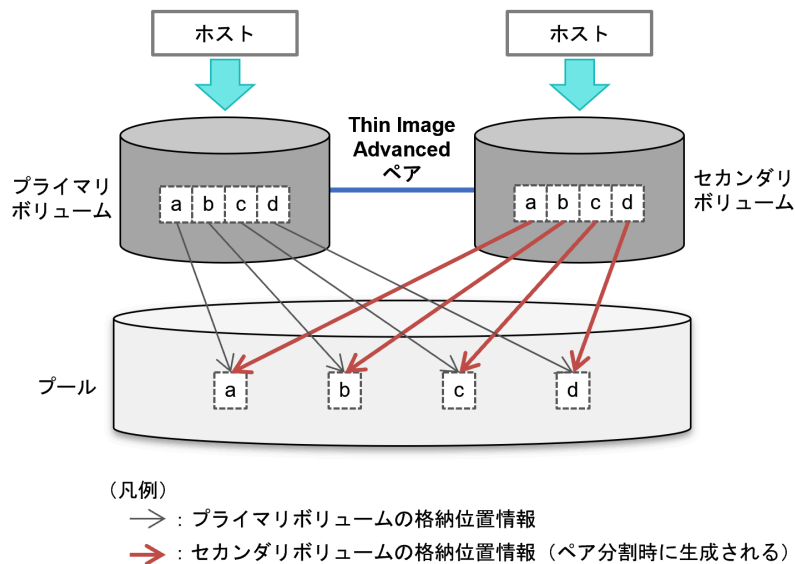 ホスト
ホスト
Thin Image
Advanced
ペア
プライマリ
ボリューム
セカンダリ
ボリューム
a b c d
a b c d
プール
a b c d
（凡例）
：プライマリボリュームの格納位置情報
：セカンダリボリュームの格納位置情報（ペア分割時に生成される）